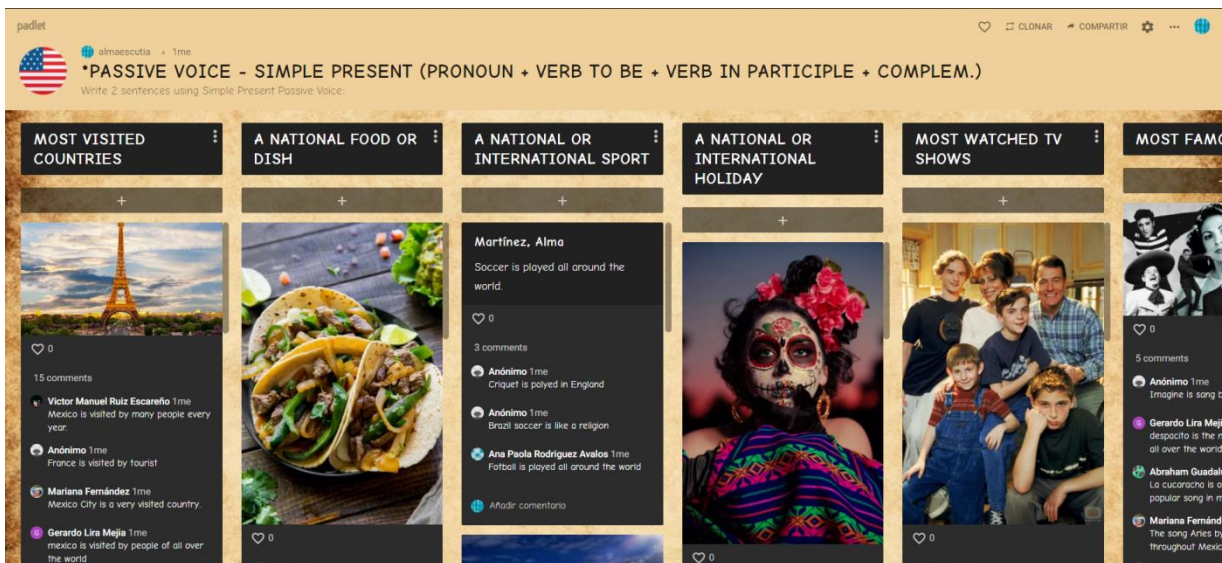 padlet
CLONAR
COMPARTIR
almaescutia • 1me
*PASSIVE VOICE - SIMPLE PRESENT (PRONOUN + VERB TO BE + VERB IN PARTICIPLE + COMPLEM.)
Write 2 sentences using Simple Present Passive Voice:
MOST VISITED
COUNTRIES
15 comments
Victor Manuel Ruiz Escareño 1me
Mexico is visited by many people every
year.
Anónimo 1me
France is visited by tourist
Mariana Fernández 1me
Mexico City is a very visited country.
Gerardo Lira Mejia 1me
mexico is visited by people of all over
the world
0
A NATIONAL FOOD OR
DISH
0
A NATIONAL OR
INTERNATIONAL SPORT
Martínez, Alma
Soccer is played all around the
world.
0
3 comments
Anónimo 1me
Criquet is palyed in England
Anónimo 1me
Brazil soccer is like a religion
Ana Paola Rodriguez Avalos 1me
Fotball is played all around the world
Añadir comentario
A NATIONAL OR
INTERNATIONAL
HOLIDAY
0
MOST WATCHED TV
SHOWS
0
MOST FAMO
0
5 comments
Anónimo 1me
Imagine is sang b
Gerardo Lira Meji
despacito is the
all over the world
Abraham Guadal
La cucaracha is
popular song in
Mariana Fernánd
The song Aries by
throughout Mexic